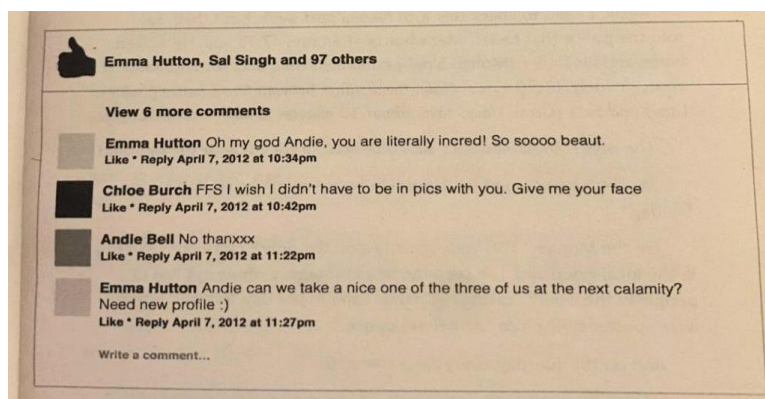 Emma Hutton, Sal Singh and 97 others
View 6 more comments
Emma Hutton Oh my god Andie, you are literally incred! So soooo beaut.
Like * Reply April 7, 2012 at 10:34pm
Chloe Burch FFS I wish I didn't have to be in pics with you. Give me your face
Like * Reply April 7, 2012 at 10:42pm
Andie Bell No thanxxx
Like * Reply April 7, 2012 at 11:22pm
Emma Hutton Andie can we take a nice one of the three of us at the next calamity?
Need new profile :)
Like * Reply April 7, 2012 at 11:27pm
Write a comment...